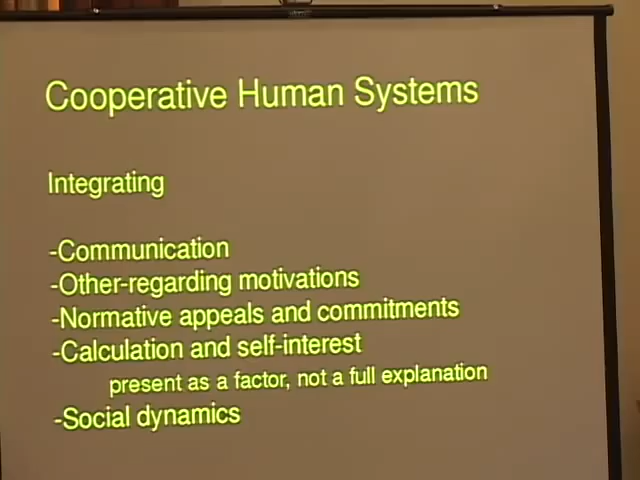 Cooperative Human Systems
Integrating
-Communication
-Other-regarding motivations
-Normative appeals and commitments
-Calculation and self-interest
present as a factor, not a full explanation
-Social dynamics